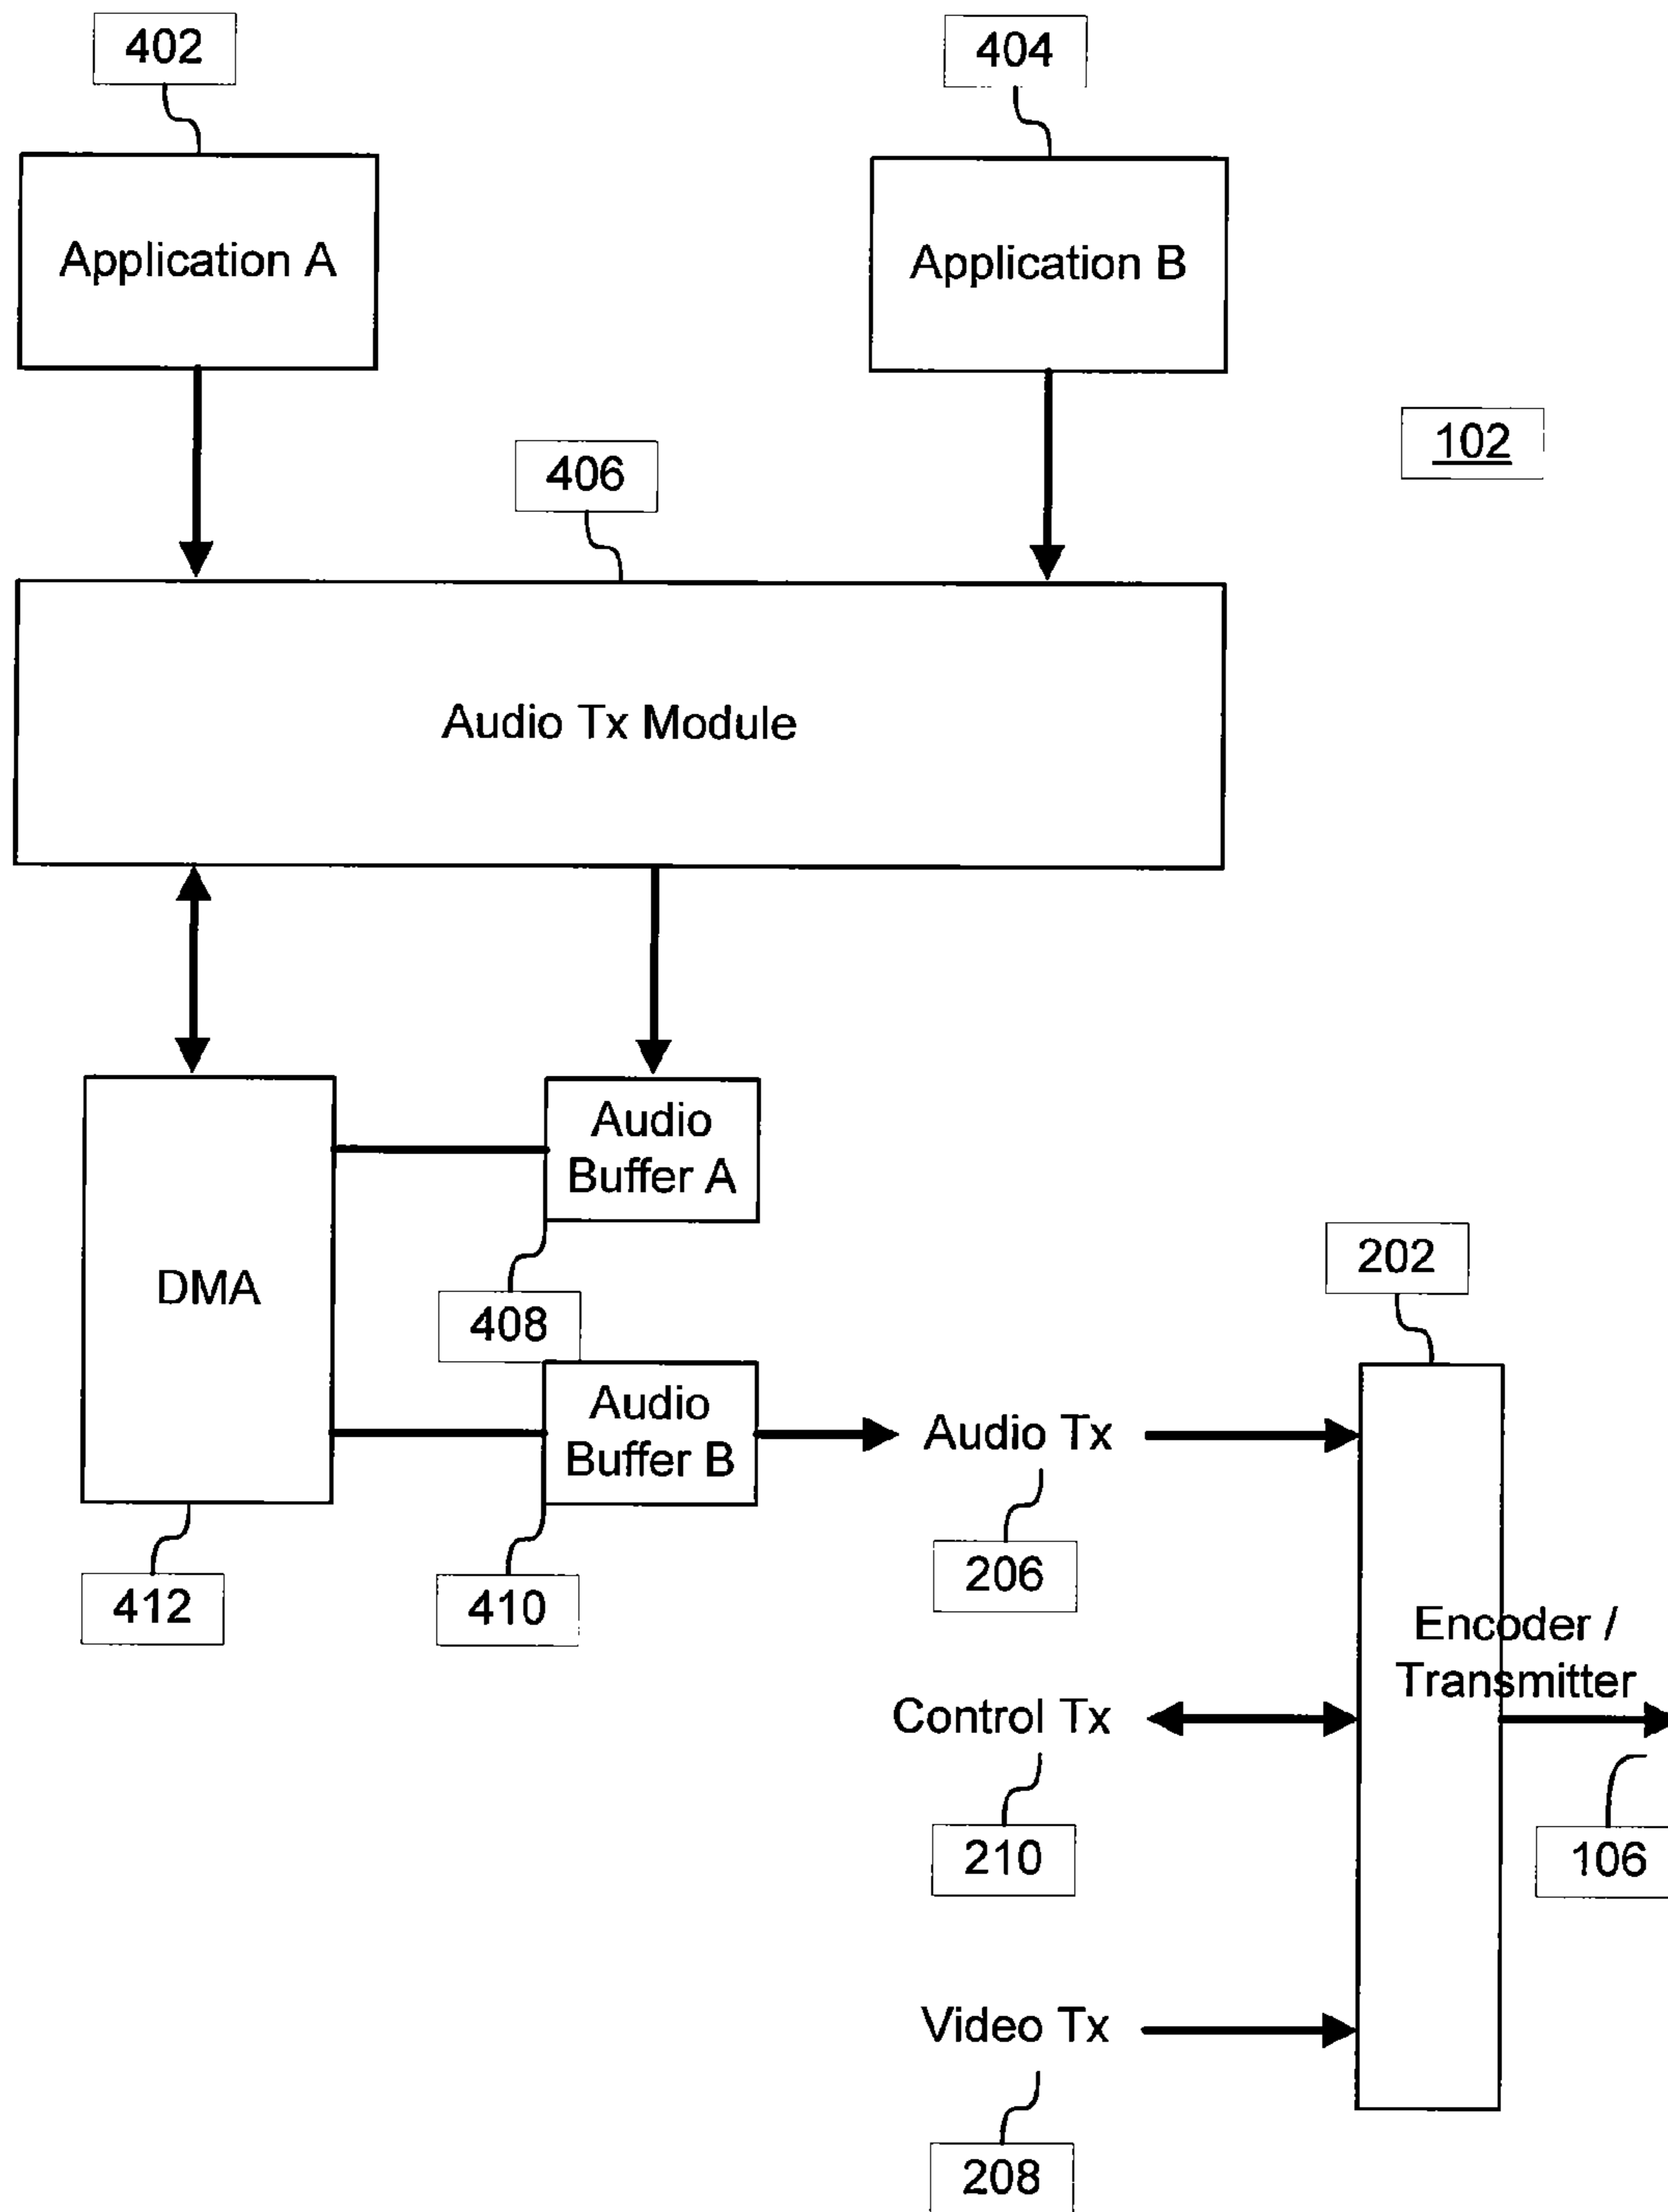 402
404
Application A
Application B
102
406
Audio Tx Module
Audio
Buffer A
DMA
408
202
Audio
Buffer B
Audio Tx
412
410
206
Encoder /
Transmitter
Control Tx
210
106
Video Tx
208